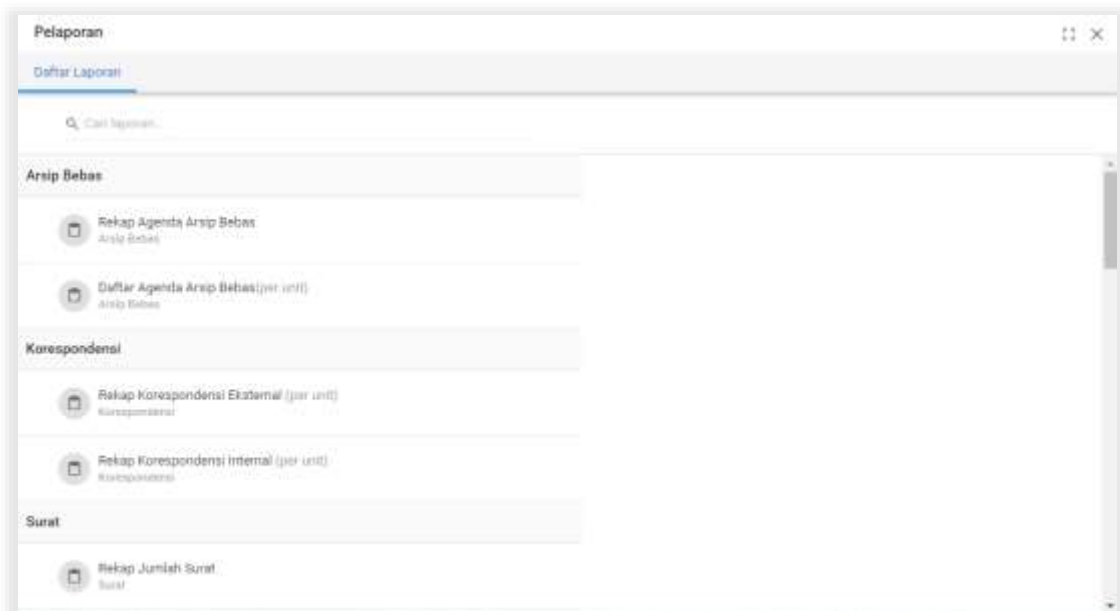 Pelaporan
Daftar Laporan
Cari laporan...
Arsip Bebas
Rekap Agenda Arsip Bebas
Arsip Bebas
Daftar Agenda Arsip Bebas(per unit)
Arsip Bebas
Korespondensi
Rekap Korespondensi Eksternal (per unit)
Korespondensi
Rekap Korespondensi Internal (per unit)
Korespondensi
Surat
Rekap Jumlah Surat
Surat